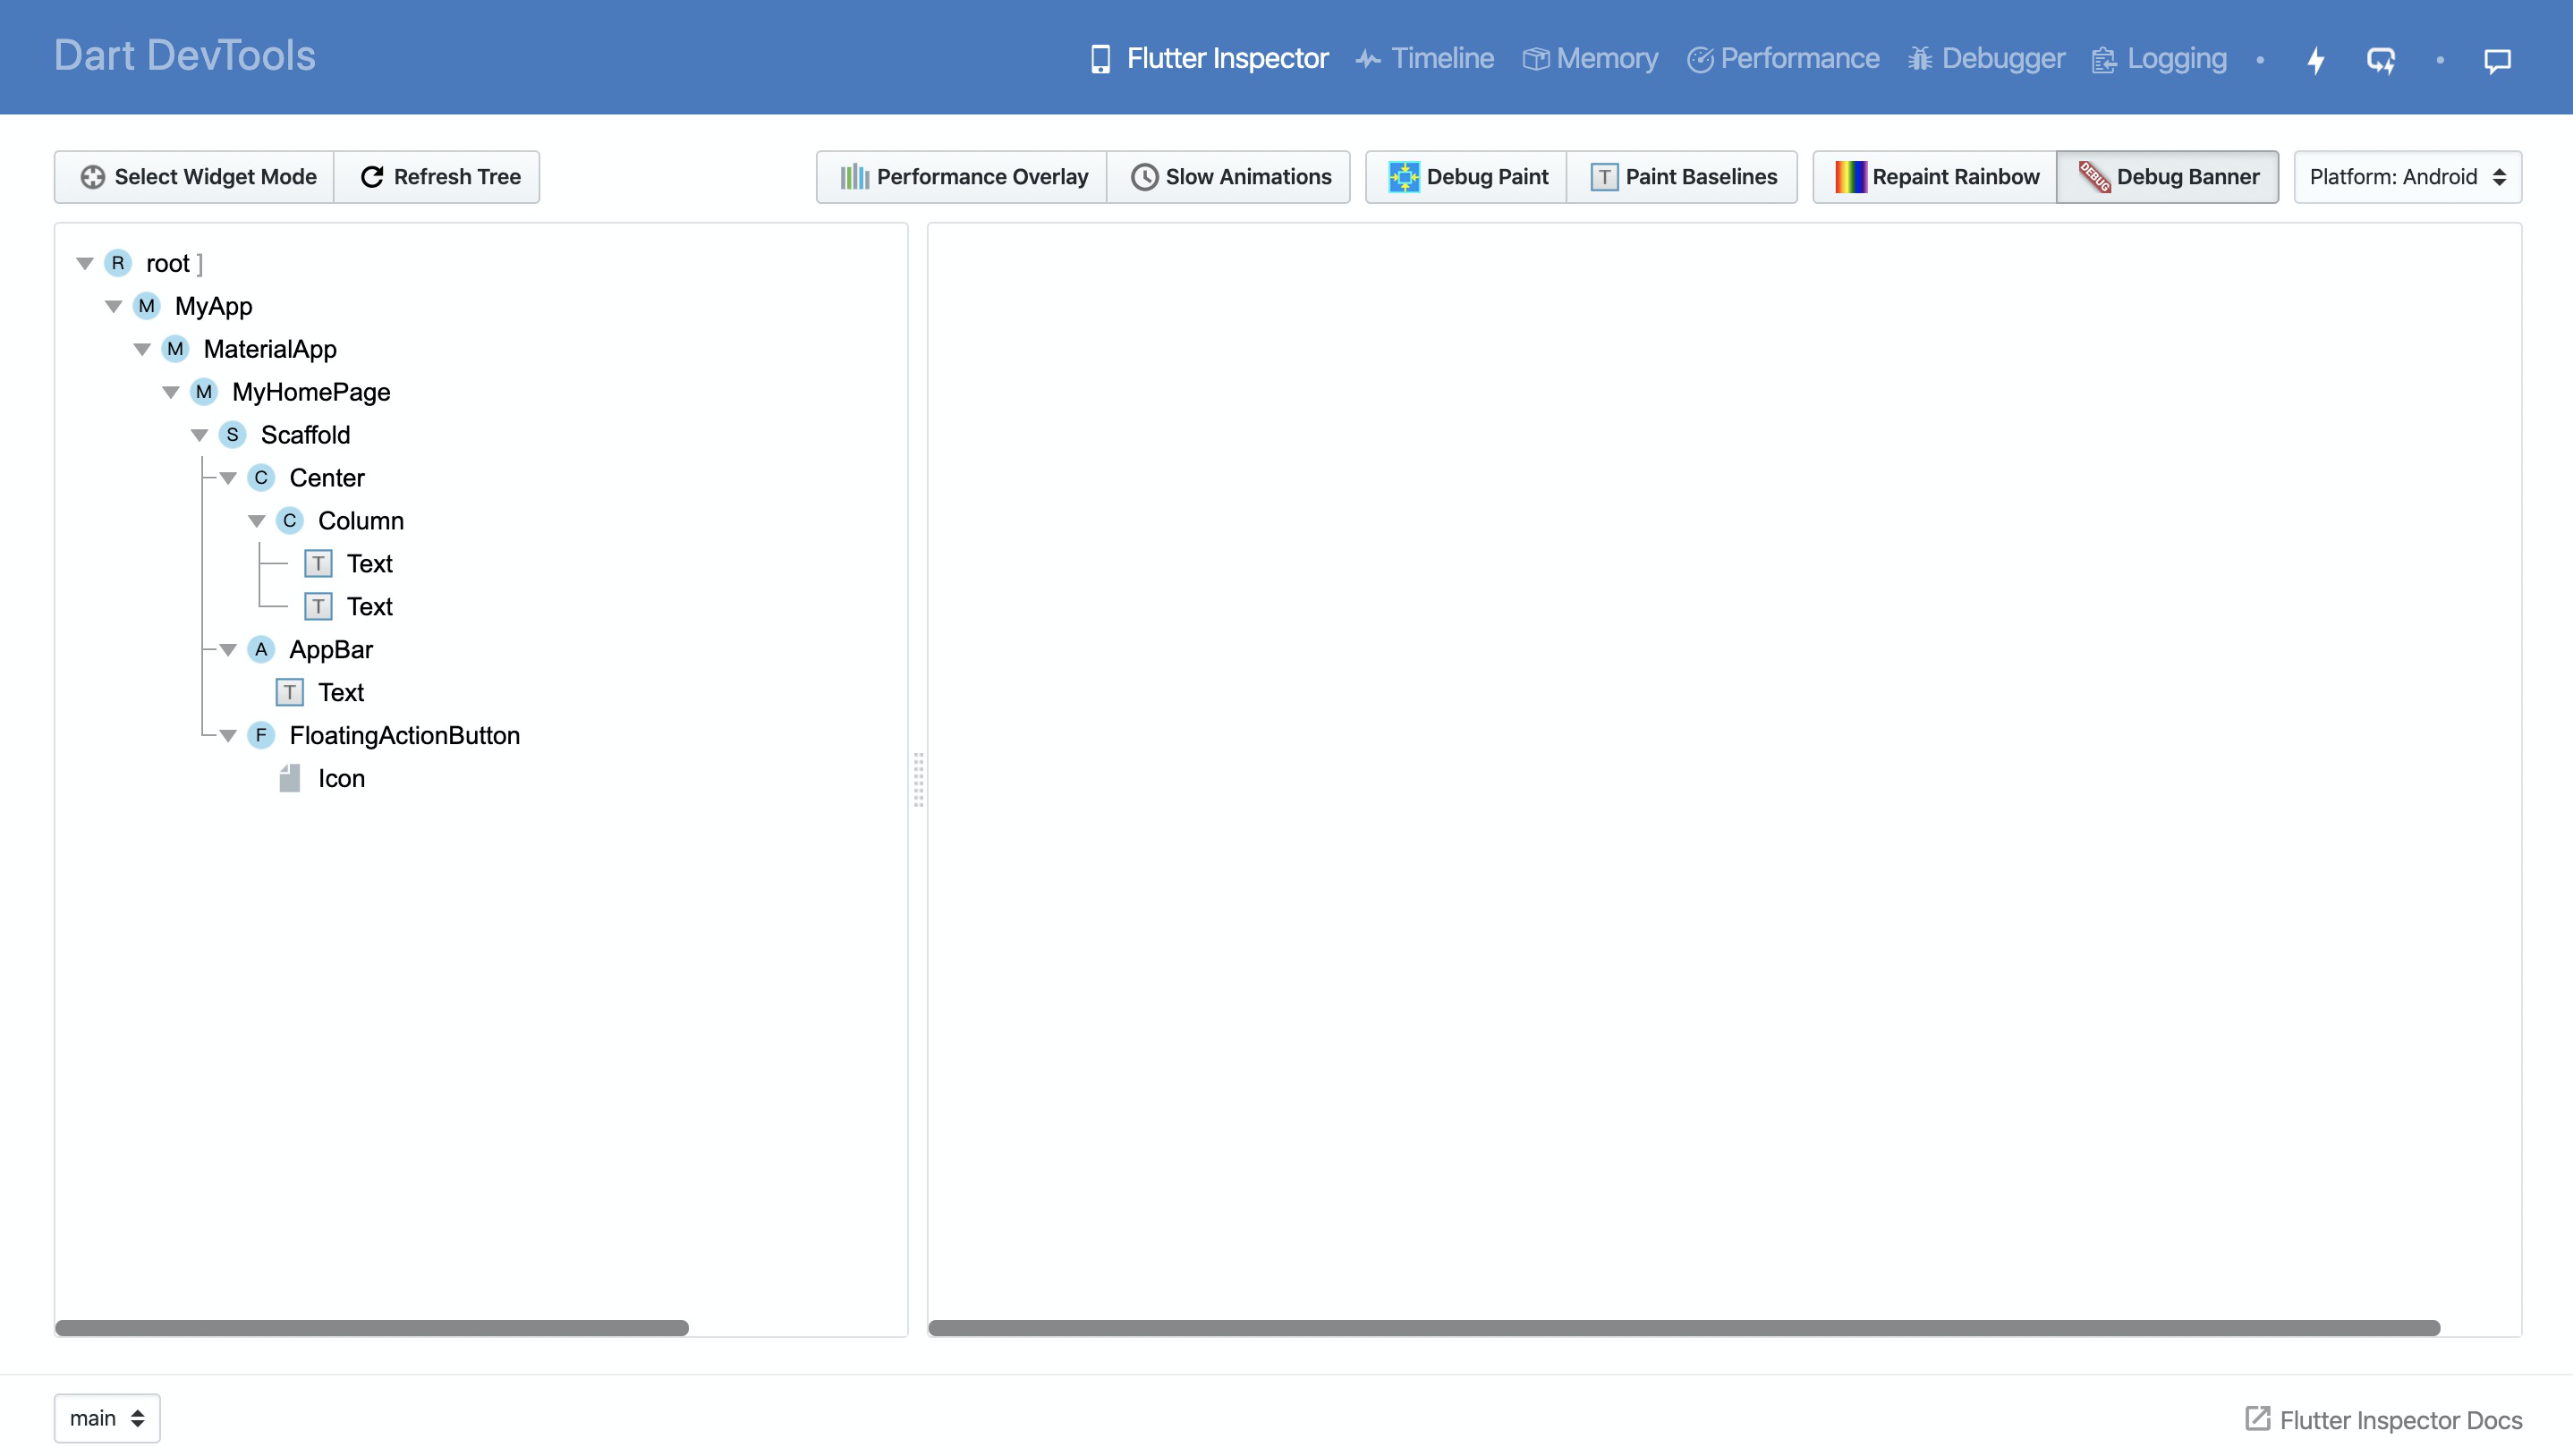 Dart DevTools
Flutter Inspector Timeline Memory Performance Debugger Logging
Select Widget Mode Refresh Tree Performance Overlay Slow Animations Debug Paint T Paint Baselines Repaint Rainbow DEBUG Debug Banner Platform: Android
R root ]
M MyApp
M MaterialApp
M MyHomePage
S Scaffold
C Center
C Column
T Text
T Text
A AppBar
T Text
F FloatingActionButton
Icon
main Flutter Inspector Docs